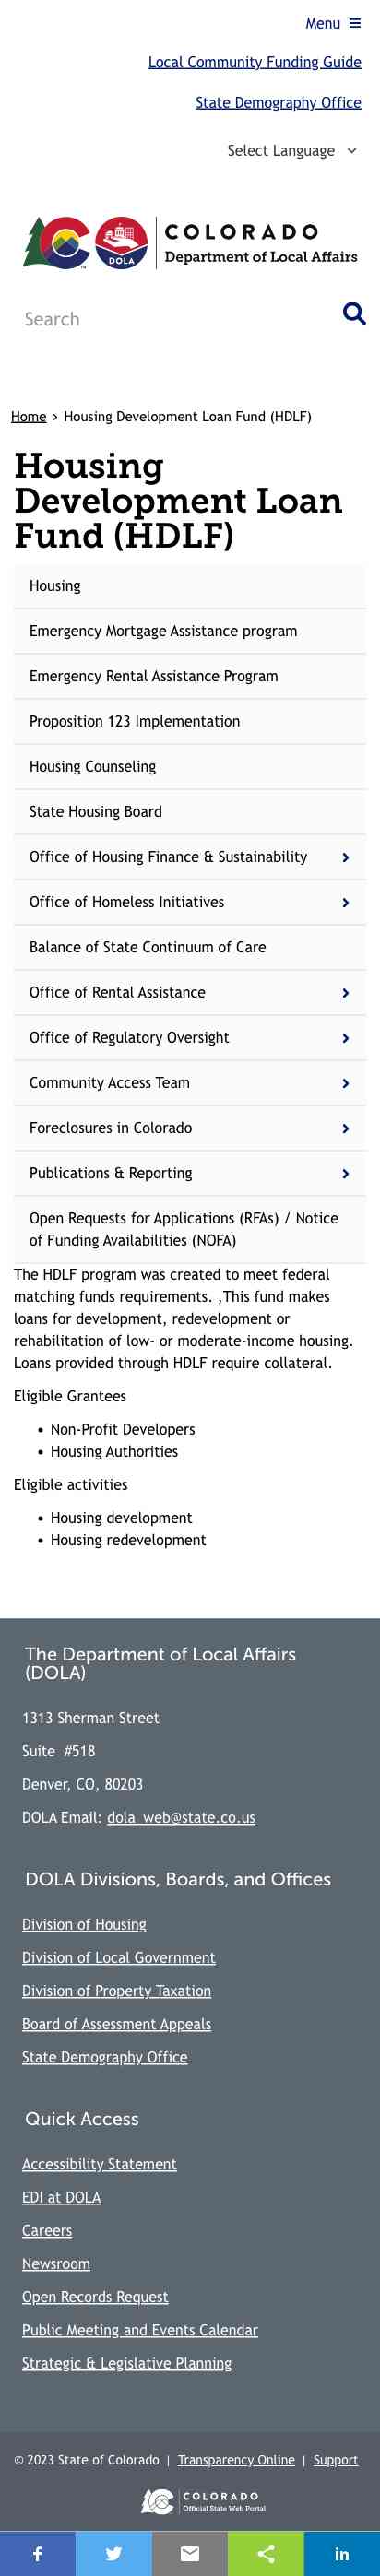 Menu
Local Community Funding Guide
State Demography Office
Select Language
COLORADO
Department of Local Affairs
DOLA
TM
Search
Home › Housing Development Loan Fund (HDLF)
Housing
Development Loan
Fund (HDLF)
Housing
Emergency Mortgage Assistance program
Emergency Rental Assistance Program
Proposition 123 Implementation
Housing Counseling
State Housing Board
Office of Housing Finance & Sustainability
Office of Homeless Initiatives
Balance of State Continuum of Care
Office of Rental Assistance
Office of Regulatory Oversight
Community Access Team
Foreclosures in Colorado
Publications & Reporting
Open Requests for Applications (RFAs) / Notice
of Funding Availabilities (NOFA)
The HDLF program was created to meet federal
matching funds requirements. ,This fund makes
loans for development, redevelopment or
rehabilitation of low- or moderate-income housing.
Loans provided through HDLF require collateral.
Eligible Grantees
• Non-Profit Developers
• Housing Authorities
Eligible activities
• Housing development
• Housing redevelopment
The Department of Local Affairs
(DOLA)
1313 Sherman Street
Suite #518
Denver, CO, 80203
DOLA Email: dola_web@state.co.us
DOLA Divisions, Boards, and Offices
Division of Housing
Division of Local Government
Division of Property Taxation
Board of Assessment Appeals
State Demography Office
Quick Access
Accessibility Statement
EDI at DOLA
Careers
Newsroom
Open Records Request
Public Meeting and Events Calendar
Strategic & Legislative Planning
© 2023 State of Colorado | Transparency Online | Support
COLORADO
Official State Web Portal